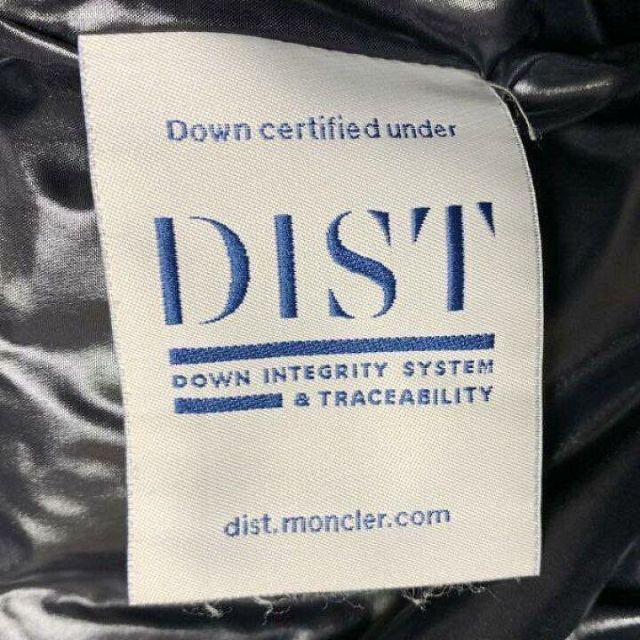 Down certified under
DIST
DOWN INTEGRITY SYSTEM
& TRACEABILITY
dist.moncler.com